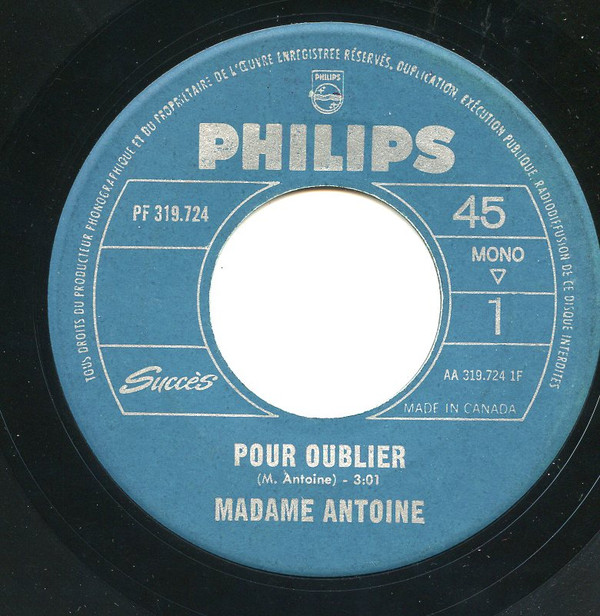 TOUS DROITS DU PRODUCTEUR PHONOGRAPHIQUE ET DU PROPRIETAIRE DE L'ŒUVRE ENREGISTREE RÉSERVÉS. DUPLICATION, EXÉCUTION PUBLIQUE, RADIODIFFUSION DE CE DISQUE INTERDITES
PHILIPS
PHILIPS
PF 319.724
45
MONO
1
Succès
AA 319.724 1F
MADE IN CANADA
POUR OUBLIER
(M. Antoine) - 3:01
MADAME ANTOINE